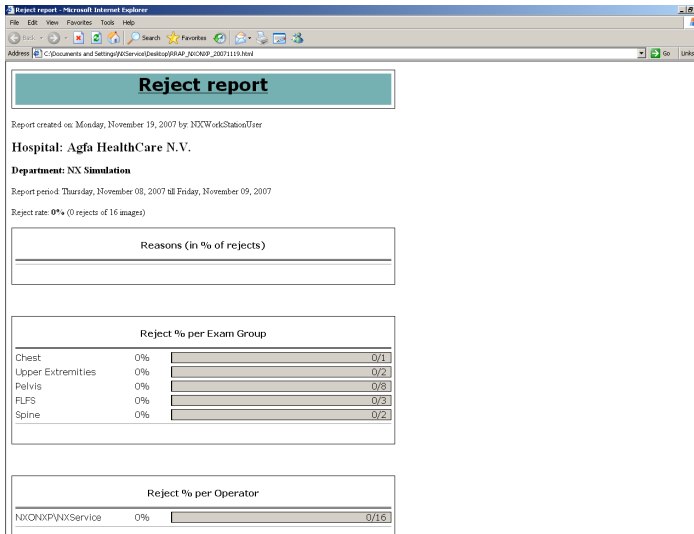 Reject report - Microsoft Internet Explorer
File Edit View Favorites Tools Help
Back Search Favorites
Address C:\Documents and Settings\NXService\Desktop\RRAP_NXONXP_20071119.html Go Links
Reject report
Report created on: Monday, November 19, 2007 by: NXWorkStationUser
Hospital: Agfa HealthCare N.V.
Department: NX Simulation
Report period: Thursday, November 08, 2007 till Friday, November 09, 2007
Reject rate: 0% (0 rejects of 16 images)
Reasons (in % of rejects)
Reject % per Exam Group
Chest 0% 0/1
Upper Extremities 0% 0/2
Pelvis 0% 0/8
FLFS 0% 0/3
Spine 0% 0/2
Reject % per Operator
NXONXP\NXService 0% 0/16